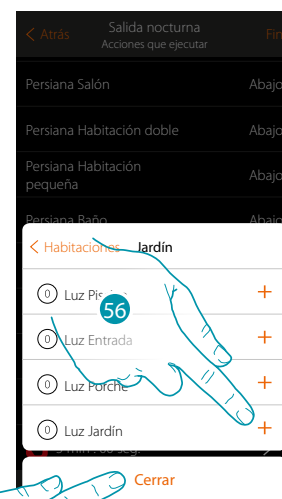 < Atrás
Salida nocturna
Fin
Acciones que ejecutar
Persiana Salón
Abajo
Persiana Habitación doble
Abajo
Persiana Habitación
pequeña
Abajo
Persiana Baño
Abajo
< Habitaciones
Jardín
0 Luz +
56
0 Luz Entrada +
0 Luz Porche +
0 Luz Jardín +
Cerrar